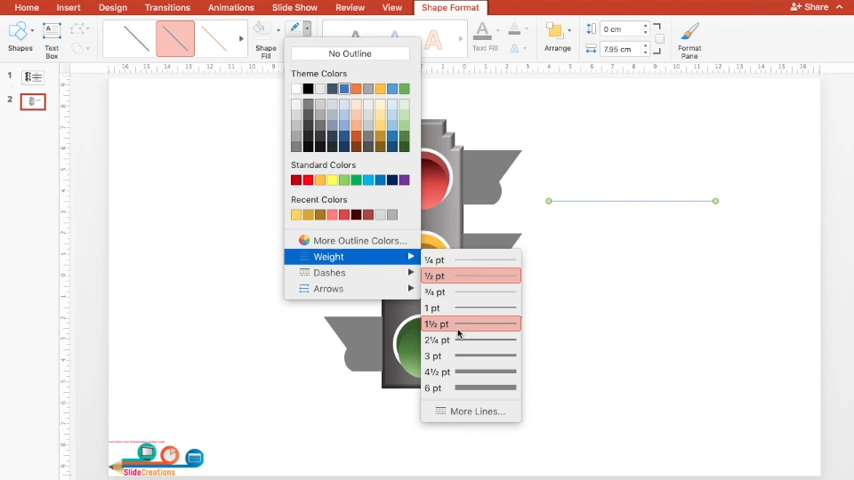 Home Insert Design Transitions Animations Slide Show Review View Shape Format Share
Shapes
Text Box
Shape Fill
Text Fill
Arrange
0 cm
7.95 cm
Format Pane
1
2
No Outline
Theme Colors
Standard Colors
Recent Colors
More Outline Colors...
Weight
Dashes
Arrows
¼ pt
½ pt
¾ pt
1 pt
1½ pt
2¼ pt
3 pt
4½ pt
6 pt
More Lines...
SlideCreations